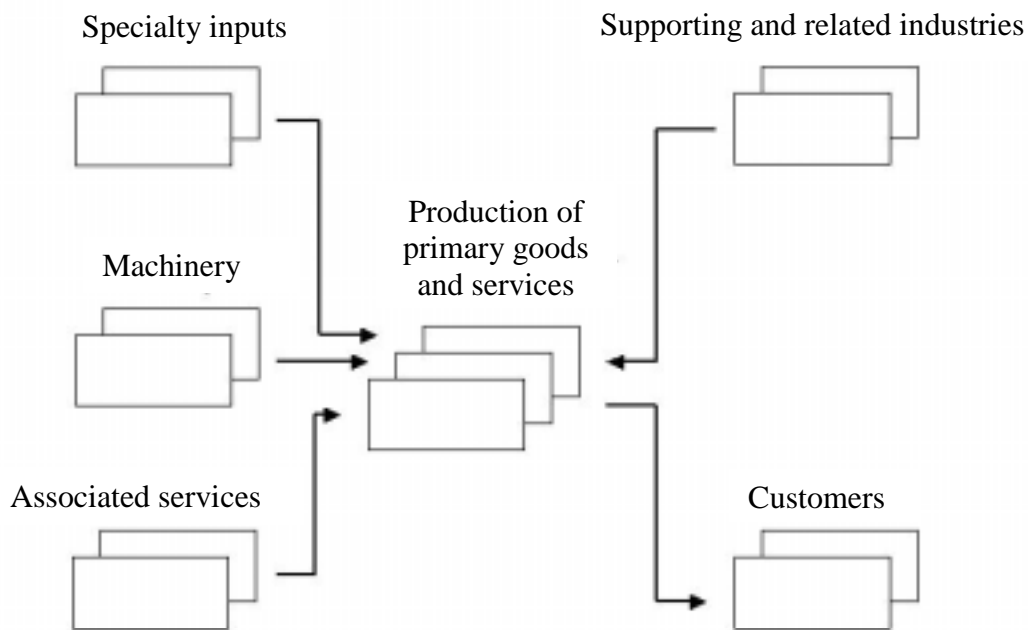 Specialty inputs
Supporting and related industries
Production of
primary goods
and services
Machinery
Associated services
Customers